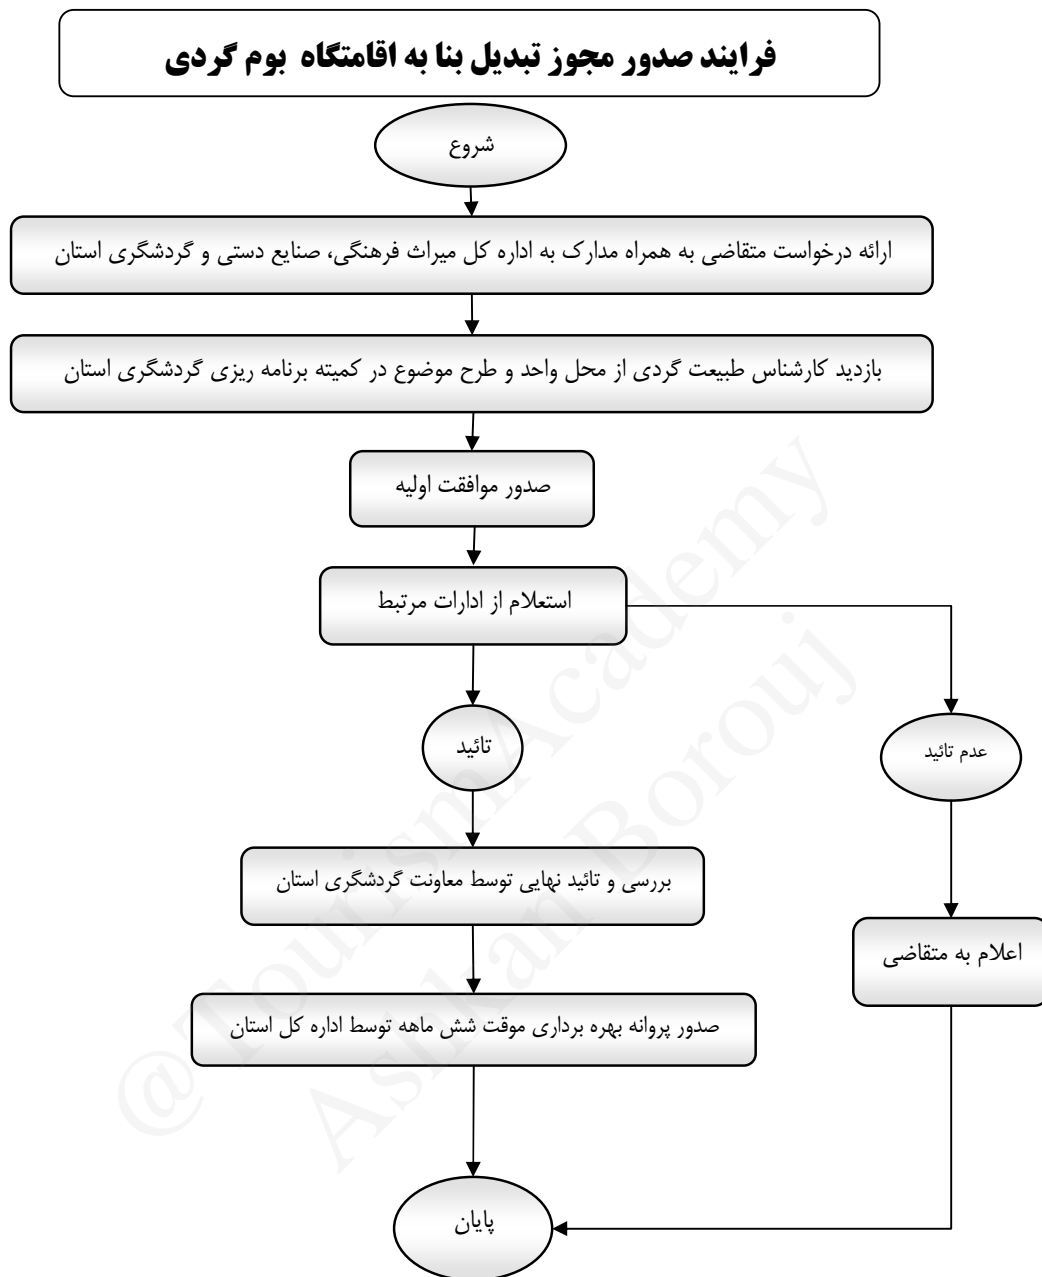 فرایند صدور مجوز تبدیل بنا به اقامتگاه بوم گردی
شروع
ارائه درخواست متقاضی به همراه مدارک به اداره کل میراث فرهنگی، صنایع دستی و گردشگری استان
بازدید کارشناس طبیعت گردی از محل واحد و طرح موضوع در کمیته برنامه ریزی گردشگری استان
صدور موافقت اولیه
استعلام از ادارات مرتبط
تائید
عدم تائید
بررسی و تائید نهایی توسط معاونت گردشگری استان
اعلام به متقاضی
صدور پروانه بهره برداری موقت شش ماهه توسط اداره کل استان
پایان
@TourismAcademy
Ashkan Borouj